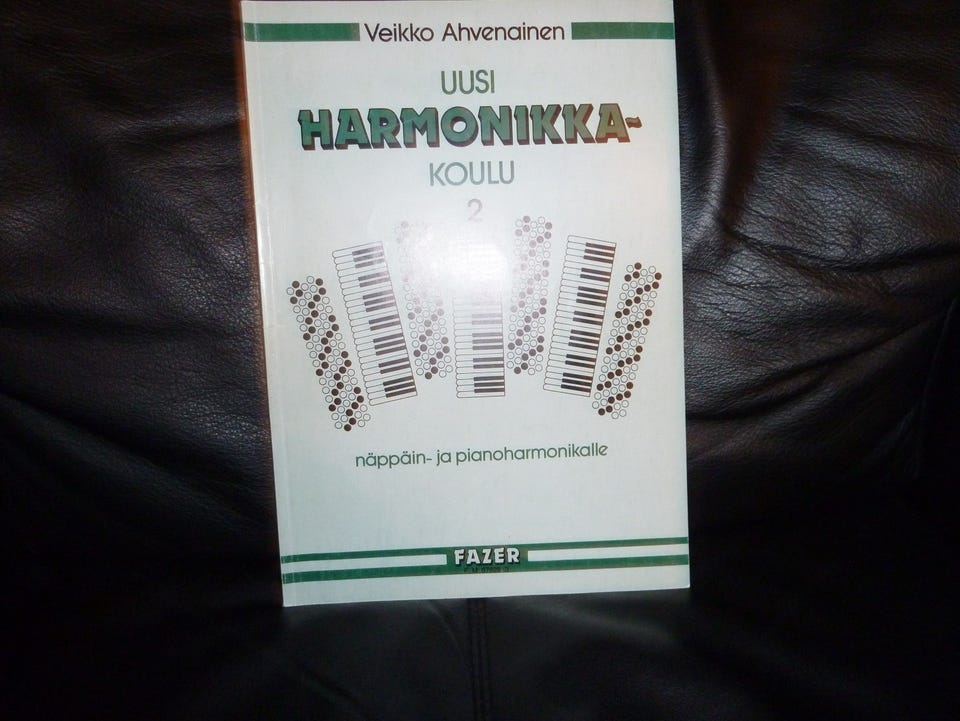 Veikko Ahvenainen
UUSI
HARMONIKKA-
KOULU
2
näppäin- ja pianoharmonikalle
FAZER